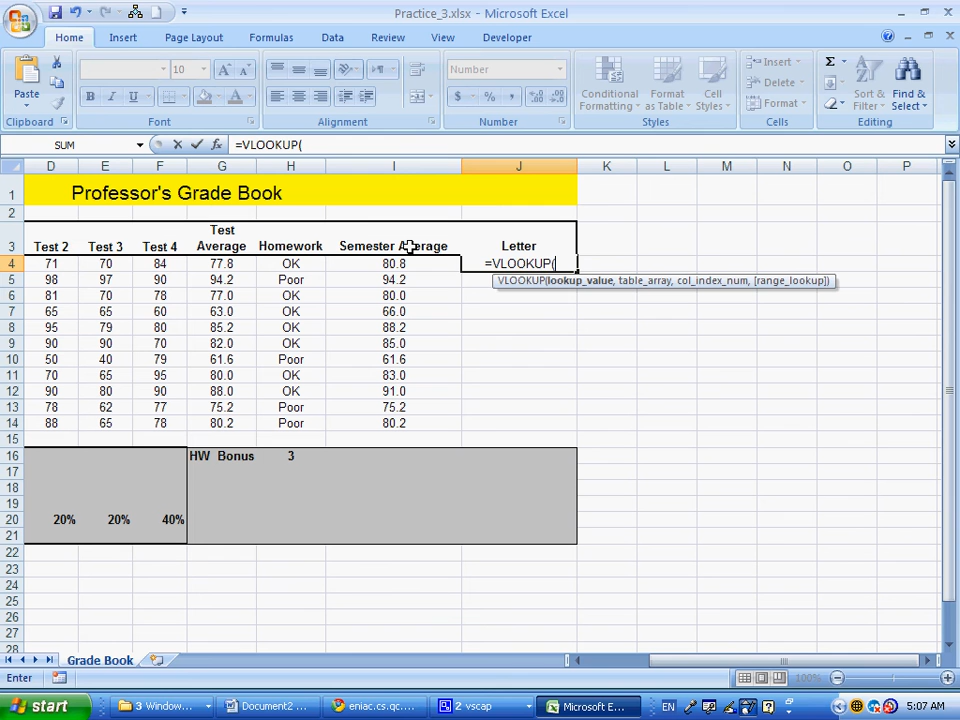 Practice_3.xlsx - Microsoft Excel
Home Insert Page Layout Formulas Data Review View Developer
Paste
10
B I U
Number
$ % ,
Conditional Formatting
Format as Table
Cell Styles
Insert
Delete
Format
Σ
Sort & Filter
Find & Select
Clipboard Font Alignment Number Styles Cells Editing
SUM fx =VLOOKUP(
D E F G H I J K L M N O P
1 Professor's Grade Book
2
3 Test 2 Test 3 Test 4 Test Average Homework Semester Average Letter
4 71 70 84 77.8 OK 80.8 =VLOOKUP(
VLOOKUP(lookup_value, table_array, col_index_num, [range_lookup])
5 98 97 90 94.2 Poor 94.2
6 81 70 78 77.0 OK 80.0
7 65 65 60 63.0 OK 66.0
8 95 79 80 85.2 OK 88.2
9 90 90 70 82.0 OK 85.0
10 50 40 79 61.6 Poor 61.6
11 70 65 95 80.0 OK 83.0
12 90 80 90 88.0 OK 91.0
13 78 62 77 75.2 Poor 75.2
14 88 65 78 80.2 Poor 80.2
15
16 HW Bonus 3
17
18
19
20 20% 20% 40%
21
22
23
24
25
26
27
28
Grade Book
Enter 100%
start 3 Window... Document2 ... eniac.cs.qc.... 2 vscap Microsoft E... EN 5:07 AM